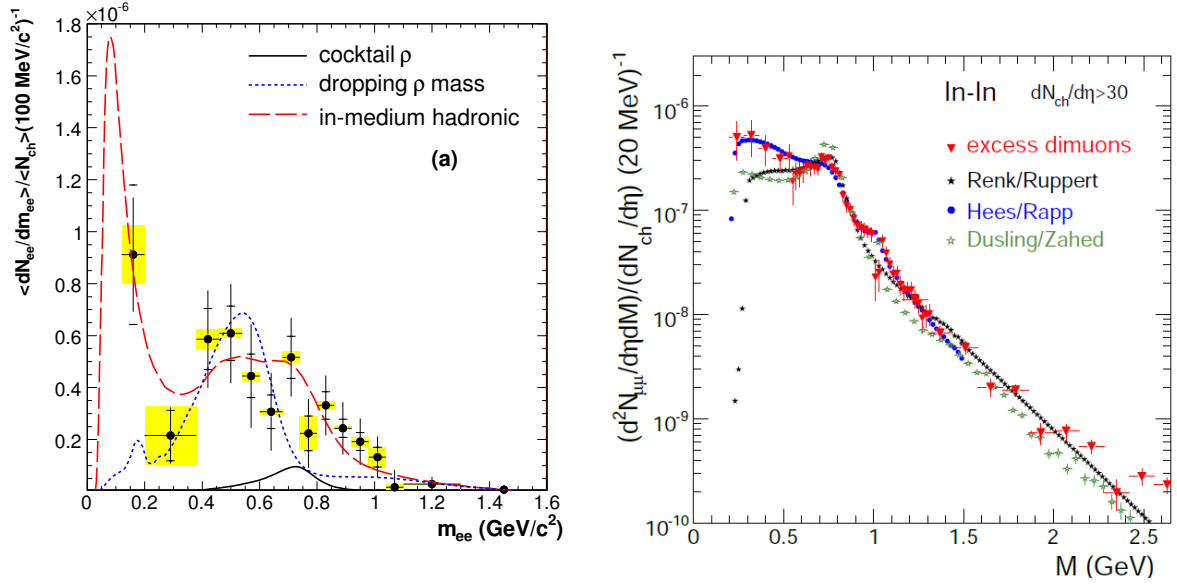 ×10⁻⁶
<dN_ee/dm_ee>/<N_ch>(100 MeV/c²)⁻¹
1.8
1.6
1.4
1.2
1
0.8
0.6
0.4
0.2
cocktail ρ
dropping ρ mass
in-medium hadronic
(a)
0 0.2 0.4 0.6 0.8 1 1.2 1.4 1.6
m_ee (GeV/c²)
(d²N_μμ/dηdM)/(dN_ch/dη) (20 MeV)⁻¹
10⁻⁶
10⁻⁷
10⁻⁸
10⁻⁹
10⁻¹⁰
In-In dN_ch/dη>30
excess dimuons
Renk/Ruppert
Hees/Rapp
Dusling/Zahed
0 0.5 1 1.5 2 2.5
M (GeV)